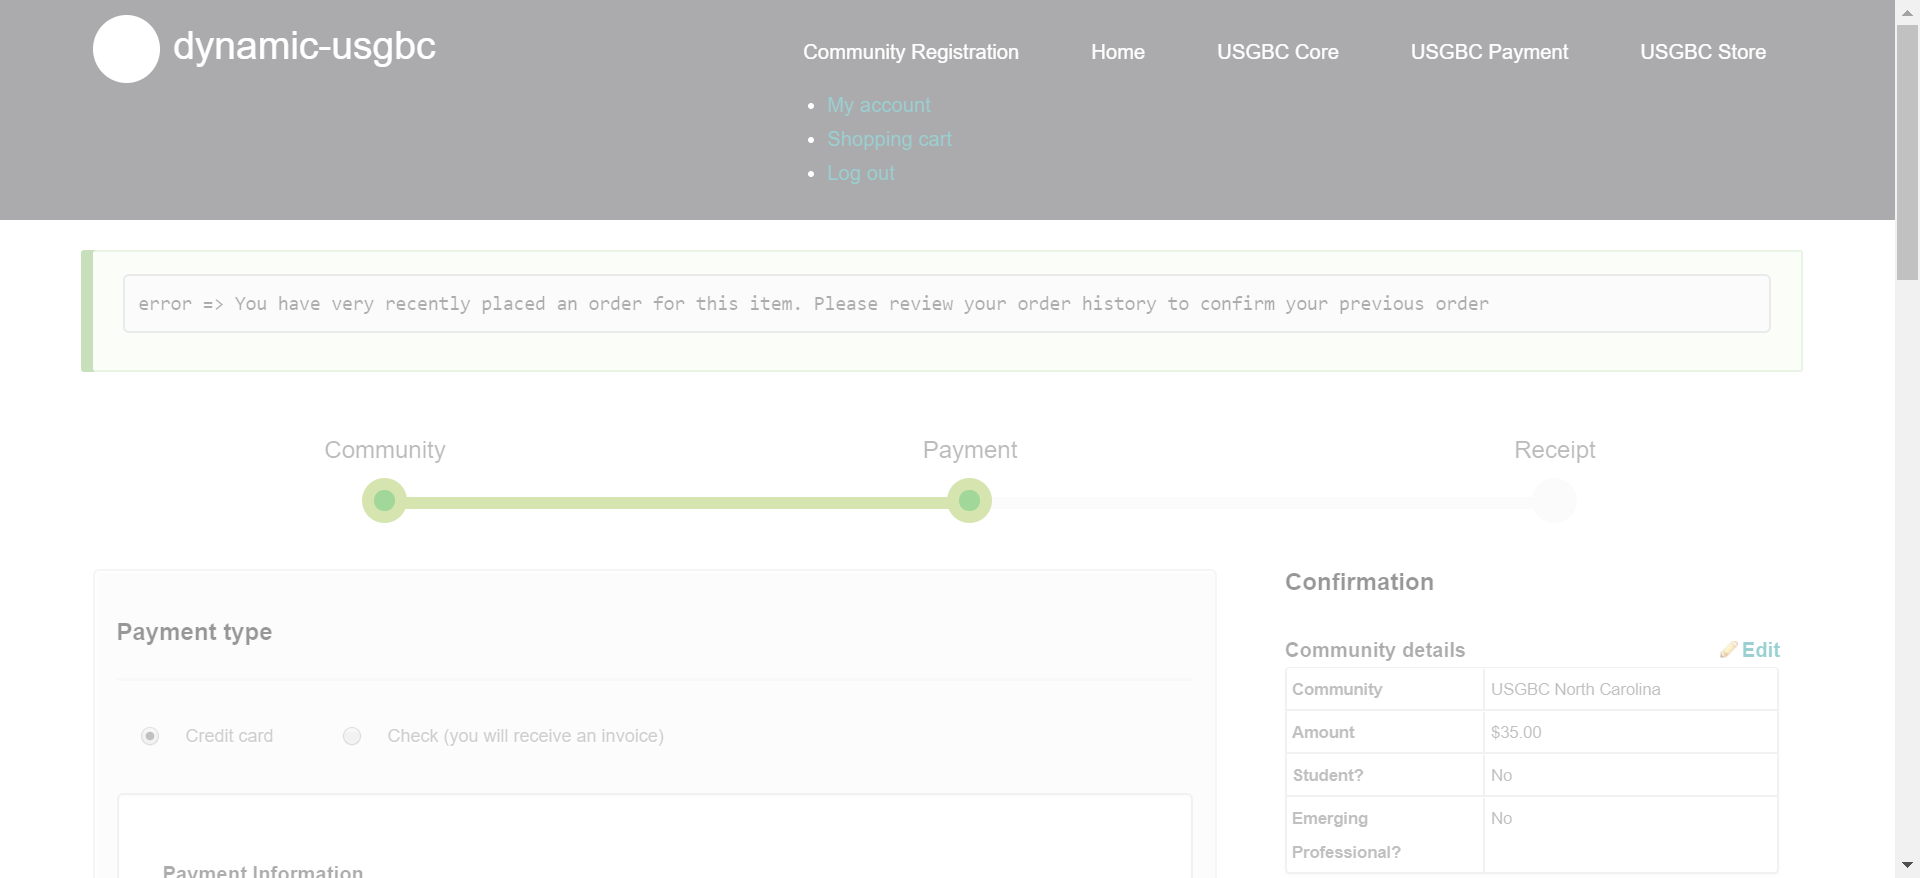 dynamic-usgbc
Community Registration Home USGBC Core USGBC Payment USGBC Store
My account
Shopping cart
Log out
error => You have very recently placed an order for this item. Please review your order history to confirm your previous order
Community Payment Receipt
Payment type
Credit card Check (you will receive an invoice)
Payment Information
Confirmation
Community details Edit
Community USGBC North Carolina
Amount $35.00
Student? No
Emerging No
Professional?